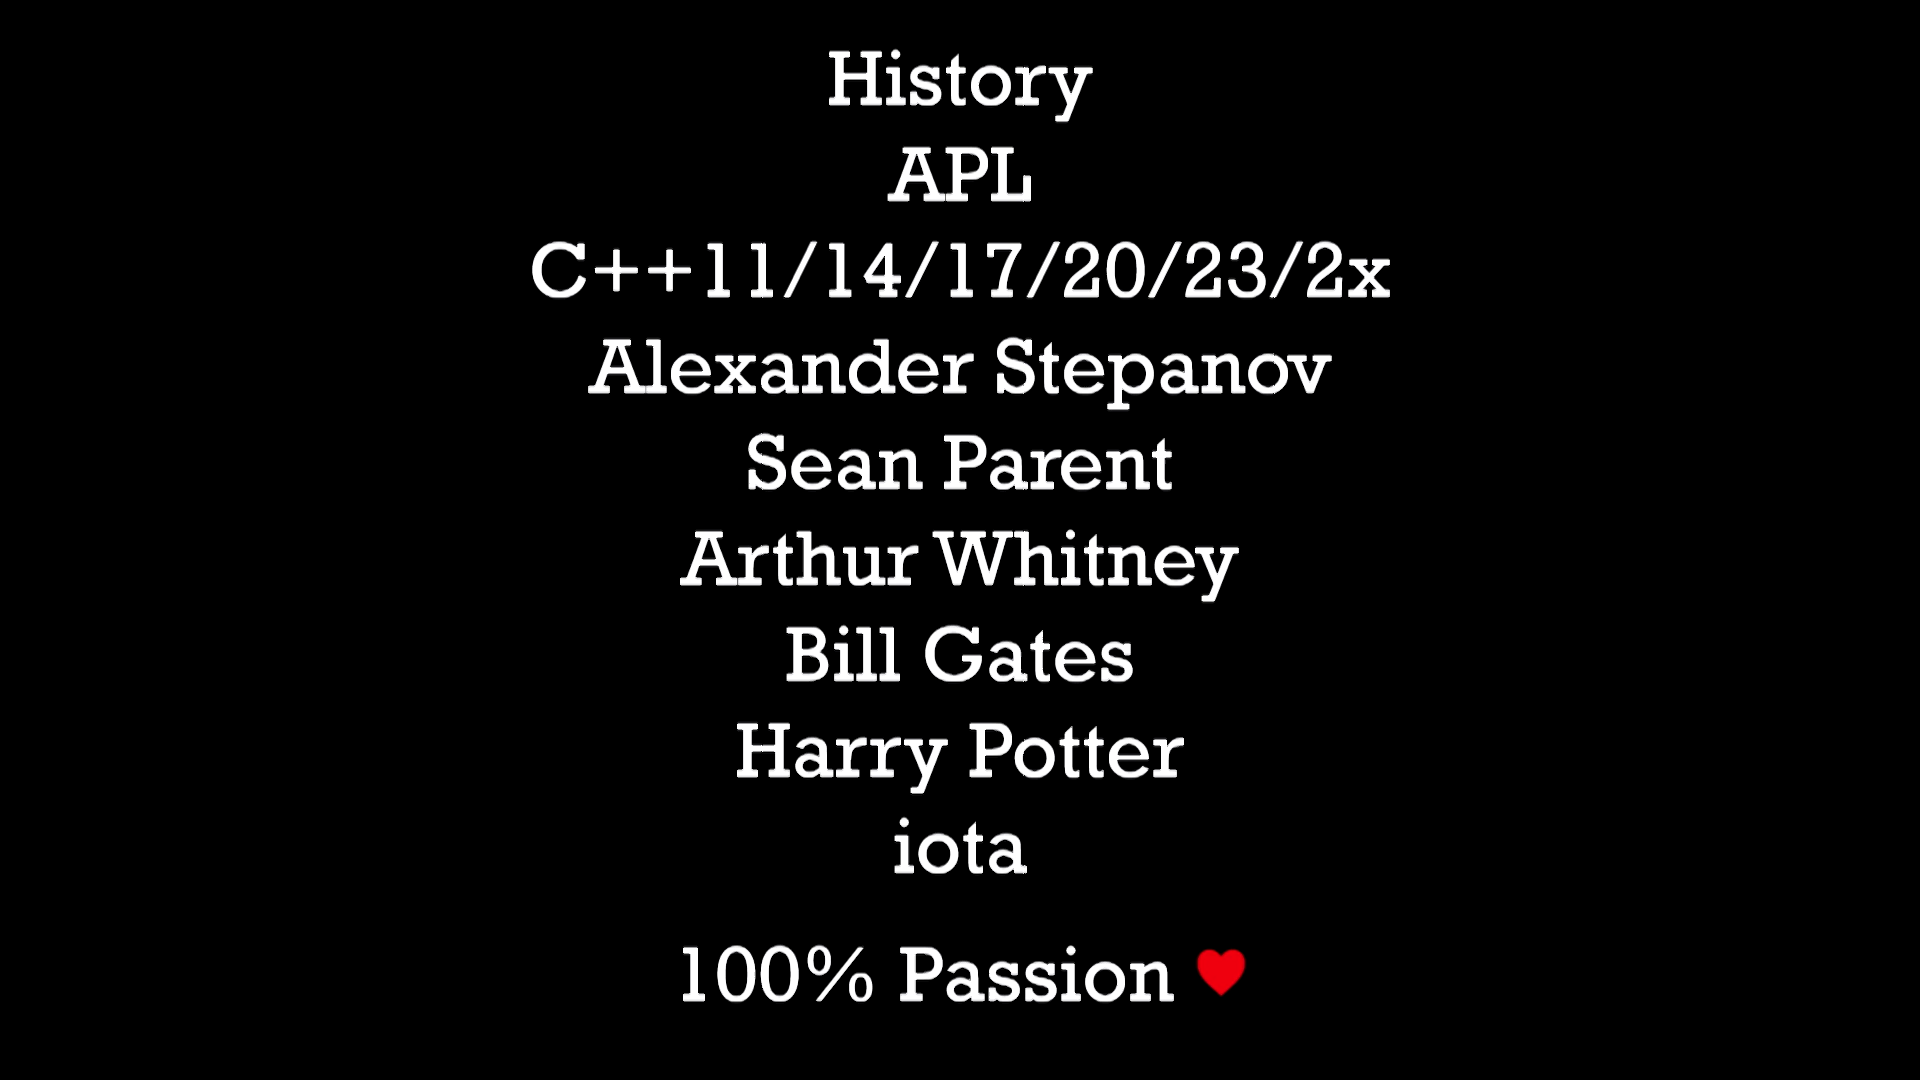 History
APL
C++11/14/17/20/23/2x
Alexander Stepanov
Sean Parent
Arthur Whitney
Bill Gates
Harry Potter
iota
100% Passion ♥